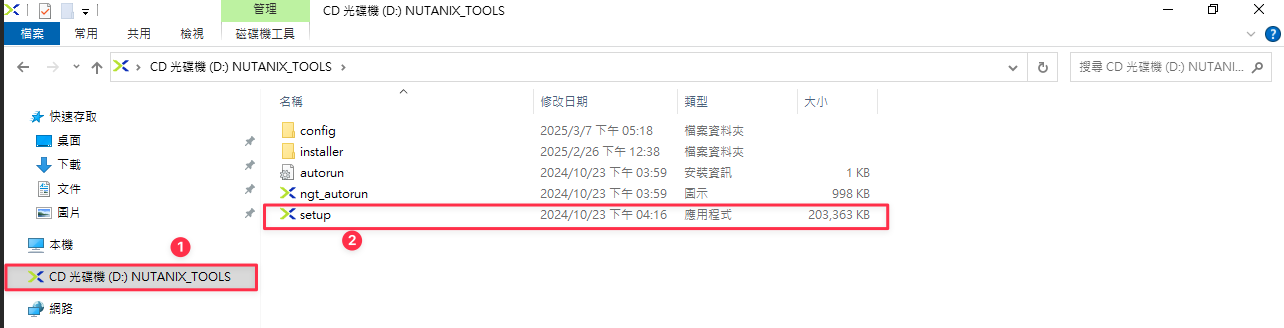 管理
CD 光碟機 (D:) NUTANIX_TOOLS
檔案 常用 共用 檢視 磁碟機工具
CD 光碟機 (D:) NUTANIX_TOOLS
搜尋 CD 光碟機 (D:) NUTANI...
名稱 修改日期 類型 大小
快速存取
桌面
下載
文件
圖片
本機
1
CD 光碟機 (D:) NUTANIX_TOOLS
網路
config 2025/3/7 下午 05:18 檔案資料夾
installer 2025/2/26 下午 12:38 檔案資料夾
autorun 2024/10/23 下午 03:59 安裝資訊 1 KB
ngt_autorun 2024/10/23 下午 03:59 圖示 998 KB
setup 2024/10/23 下午 04:16 應用程式 203,363 KB
2